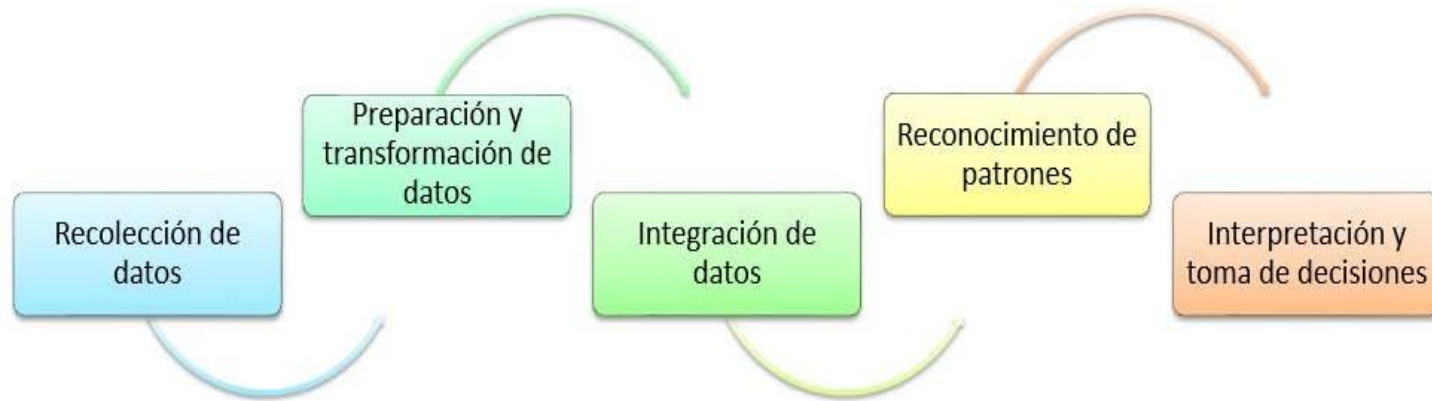 Recolección de
datos
Preparación y
transformación de
datos
Integración de
datos
Reconocimiento de
patrones
Interpretación y
toma de decisiones